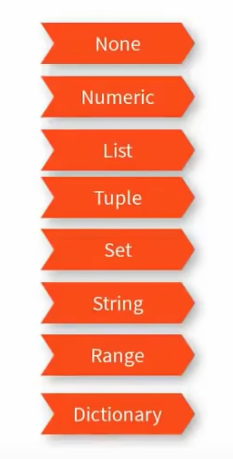 None
Numeric
List
Tuple
Set
String
Range
Dictionary